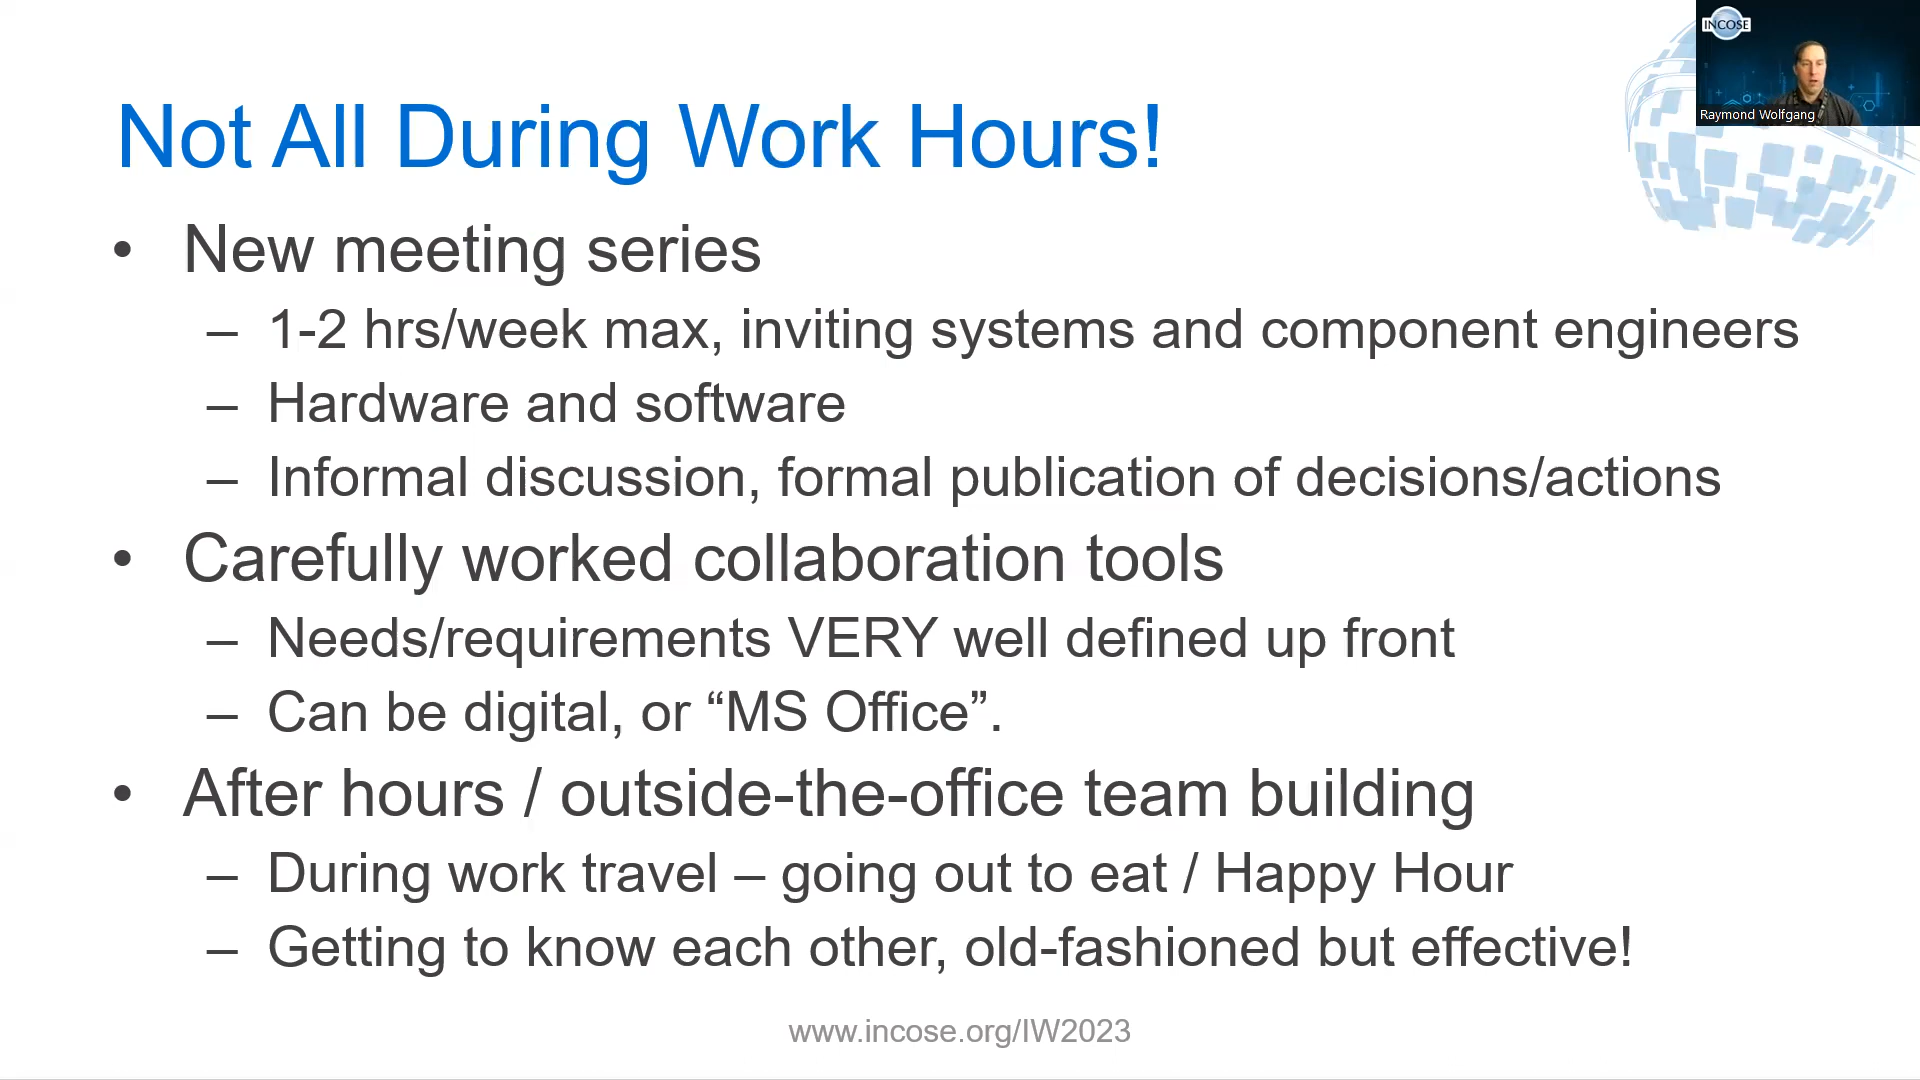 INCOSE
Raymond Wolfgang
Not All During Work Hours!
• New meeting series
– 1-2 hrs/week max, inviting systems and component engineers
– Hardware and software
– Informal discussion, formal publication of decisions/actions
• Carefully worked collaboration tools
– Needs/requirements VERY well defined up front
– Can be digital, or “MS Office”.
• After hours / outside-the-office team building
– During work travel – going out to eat / Happy Hour
– Getting to know each other, old-fashioned but effective!
www.incose.org/IW2023